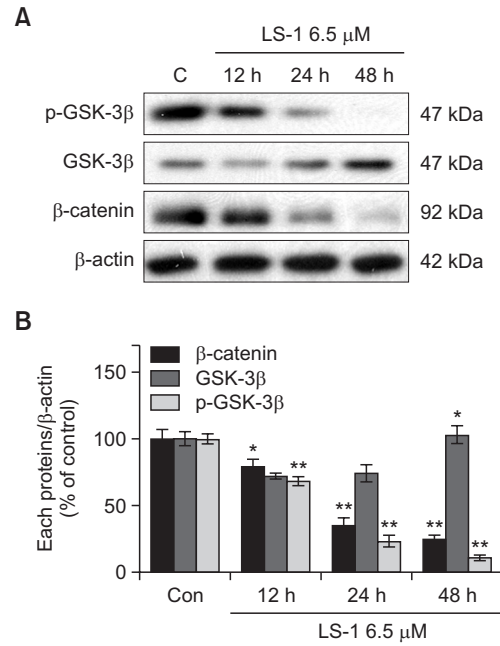 A
LS-1 6.5 μM
C 12 h 24 h 48 h
p-GSK-3β 47 kDa
GSK-3β 47 kDa
β-catenin 92 kDa
β-actin 42 kDa
B
β-catenin
GSK-3β
p-GSK-3β
Each proteins/β-actin
(% of control)
150
100
50
0
* ** ** ** ** * **
Con 12 h 24 h 48 h
LS-1 6.5 μM